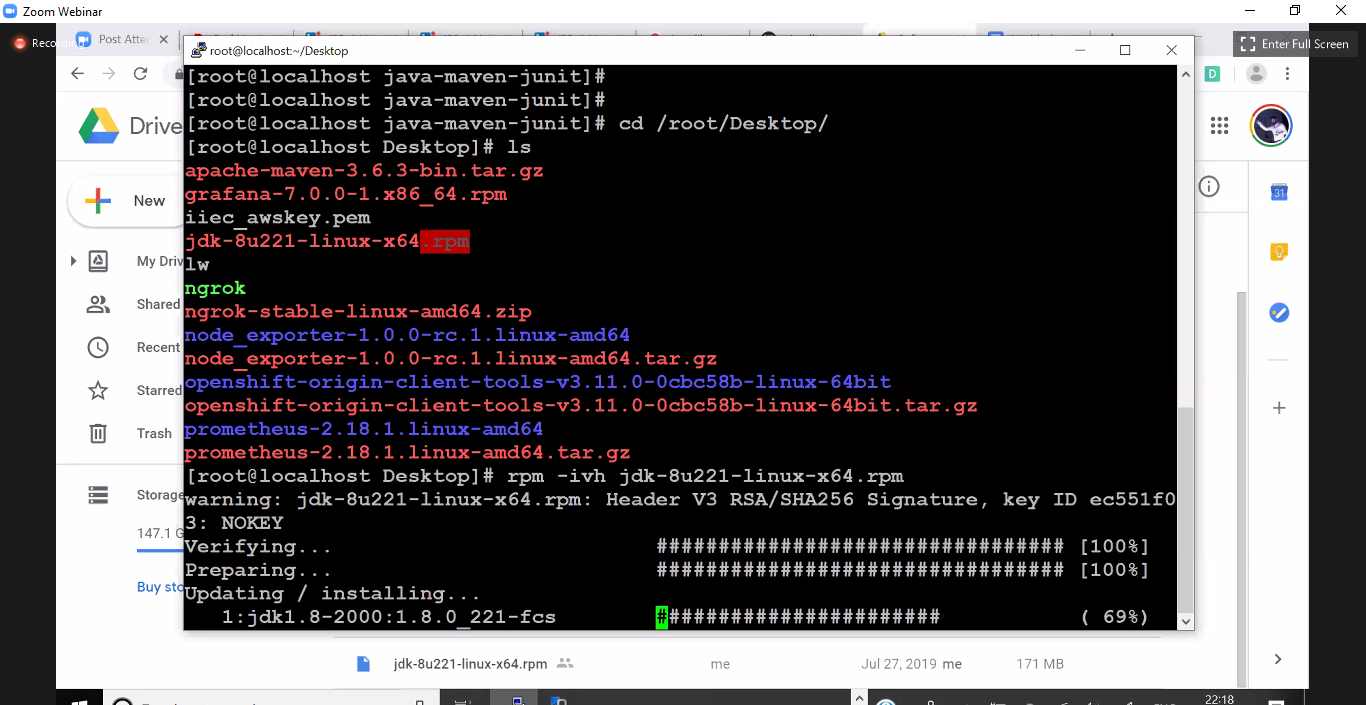 Zoom Webinar
Recording
Post Atter
root@localhost:~/Desktop
Enter Full Screen
D
Drive
New
My Driv
Shared
Recent
Starred
Trash
Storage
147.1 G
Buy sto
31
[root@localhost java-maven-junit]#
[root@localhost java-maven-junit]#
[root@localhost java-maven-junit]# cd /root/Desktop/
[root@localhost Desktop]# ls
apache-maven-3.6.3-bin.tar.gz
grafana-7.0.0-1.x86_64.rpm
iiec_awskey.pem
jdk-8u221-linux-x64.rpm
lw
ngrok
ngrok-stable-linux-amd64.zip
node_exporter-1.0.0-rc.1.linux-amd64
node_exporter-1.0.0-rc.1.linux-amd64.tar.gz
openshift-origin-client-tools-v3.11.0-0cbc58b-linux-64bit
openshift-origin-client-tools-v3.11.0-0cbc58b-linux-64bit.tar.gz
prometheus-2.18.1.linux-amd64
prometheus-2.18.1.linux-amd64.tar.gz
[root@localhost Desktop]# rpm -ivh jdk-8u221-linux-x64.rpm
warning: jdk-8u221-linux-x64.rpm: Header V3 RSA/SHA256 Signature, key ID ec551f0
3: NOKEY
Verifying... ################################# [100%]
Preparing... ################################# [100%]
Updating / installing...
1:jdk1.8-2000:1.8.0_221-fcs ####################### ( 69%)
jdk-8u221-linux-x64.rpm me Jul 27, 2019 me 171 MB
22:18